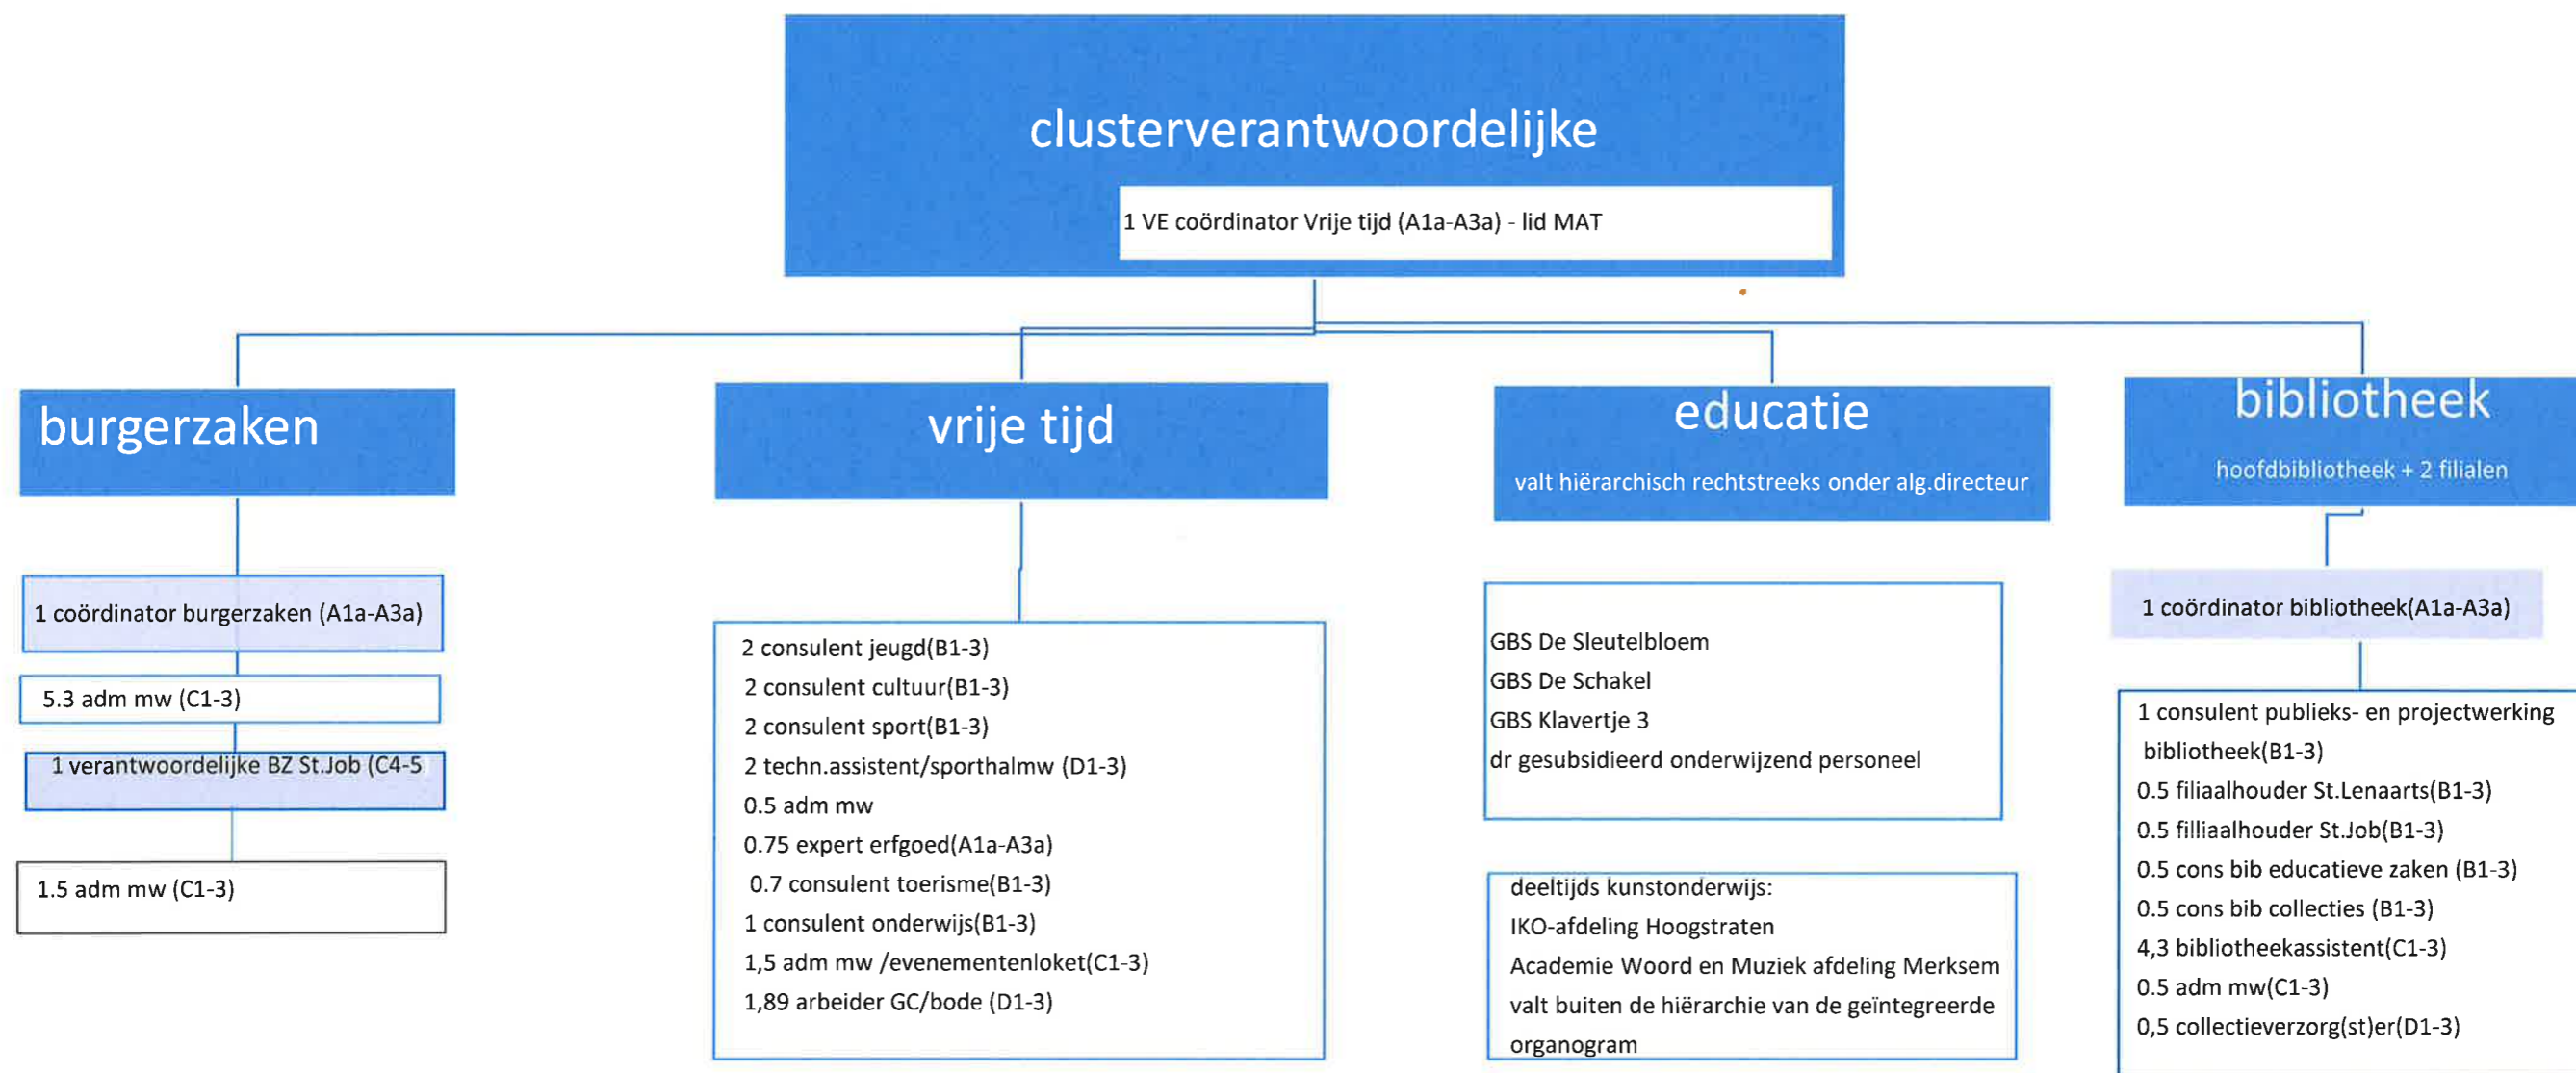 clusterverantwoordelijke
1 VE coördinator Vrije tijd (A1a-A3a) - lid MAT
burgerzaken
1 coördinator burgerzaken (A1a-A3a)
5.3 adm mw (C1-3)
1 verantwoordelijke BZ St.Job (C4-5
1.5 adm mw (C1-3)
vrije tijd
2 consulent jeugd(B1-3)
2 consulent cultuur(B1-3)
2 consulent sport(B1-3)
2 techn.assistent/sporthalmw (D1-3)
0.5 adm mw
0.75 expert erfgoed(A1a-A3a)
0.7 consulent toerisme(B1-3)
1 consulent onderwijs(B1-3)
1,5 adm mw /evenementenloket(C1-3)
1,89 arbeider GC/bode (D1-3)
educatie
valt hiërarchisch rechtstreeks onder alg.directeur
GBS De Sleutelbloem
GBS De Schakel
GBS Klavertje 3
dr gesubsidieerd onderwijzend personeel
deeltijds kunstonderwijs:
IKO-afdeling Hoogstraten
Academie Woord en Muziek afdeling Merksem
valt buiten de hiërarchie van de geïntegreerde
organogram
bibliotheek
hoofdbibliotheek + 2 filialen
1 coördinator bibliotheek(A1a-A3a)
1 consulent publieks- en projectwerking
bibliotheek(B1-3)
0.5 filiaalhouder St.Lenaarts(B1-3)
0.5 filliaalhouder St.Job(B1-3)
0.5 cons bib educatieve zaken (B1-3)
0.5 cons bib collecties (B1-3)
4,3 bibliotheekassistent(C1-3)
0.5 adm mw(C1-3)
0,5 collectieverzorg(st)er(D1-3)